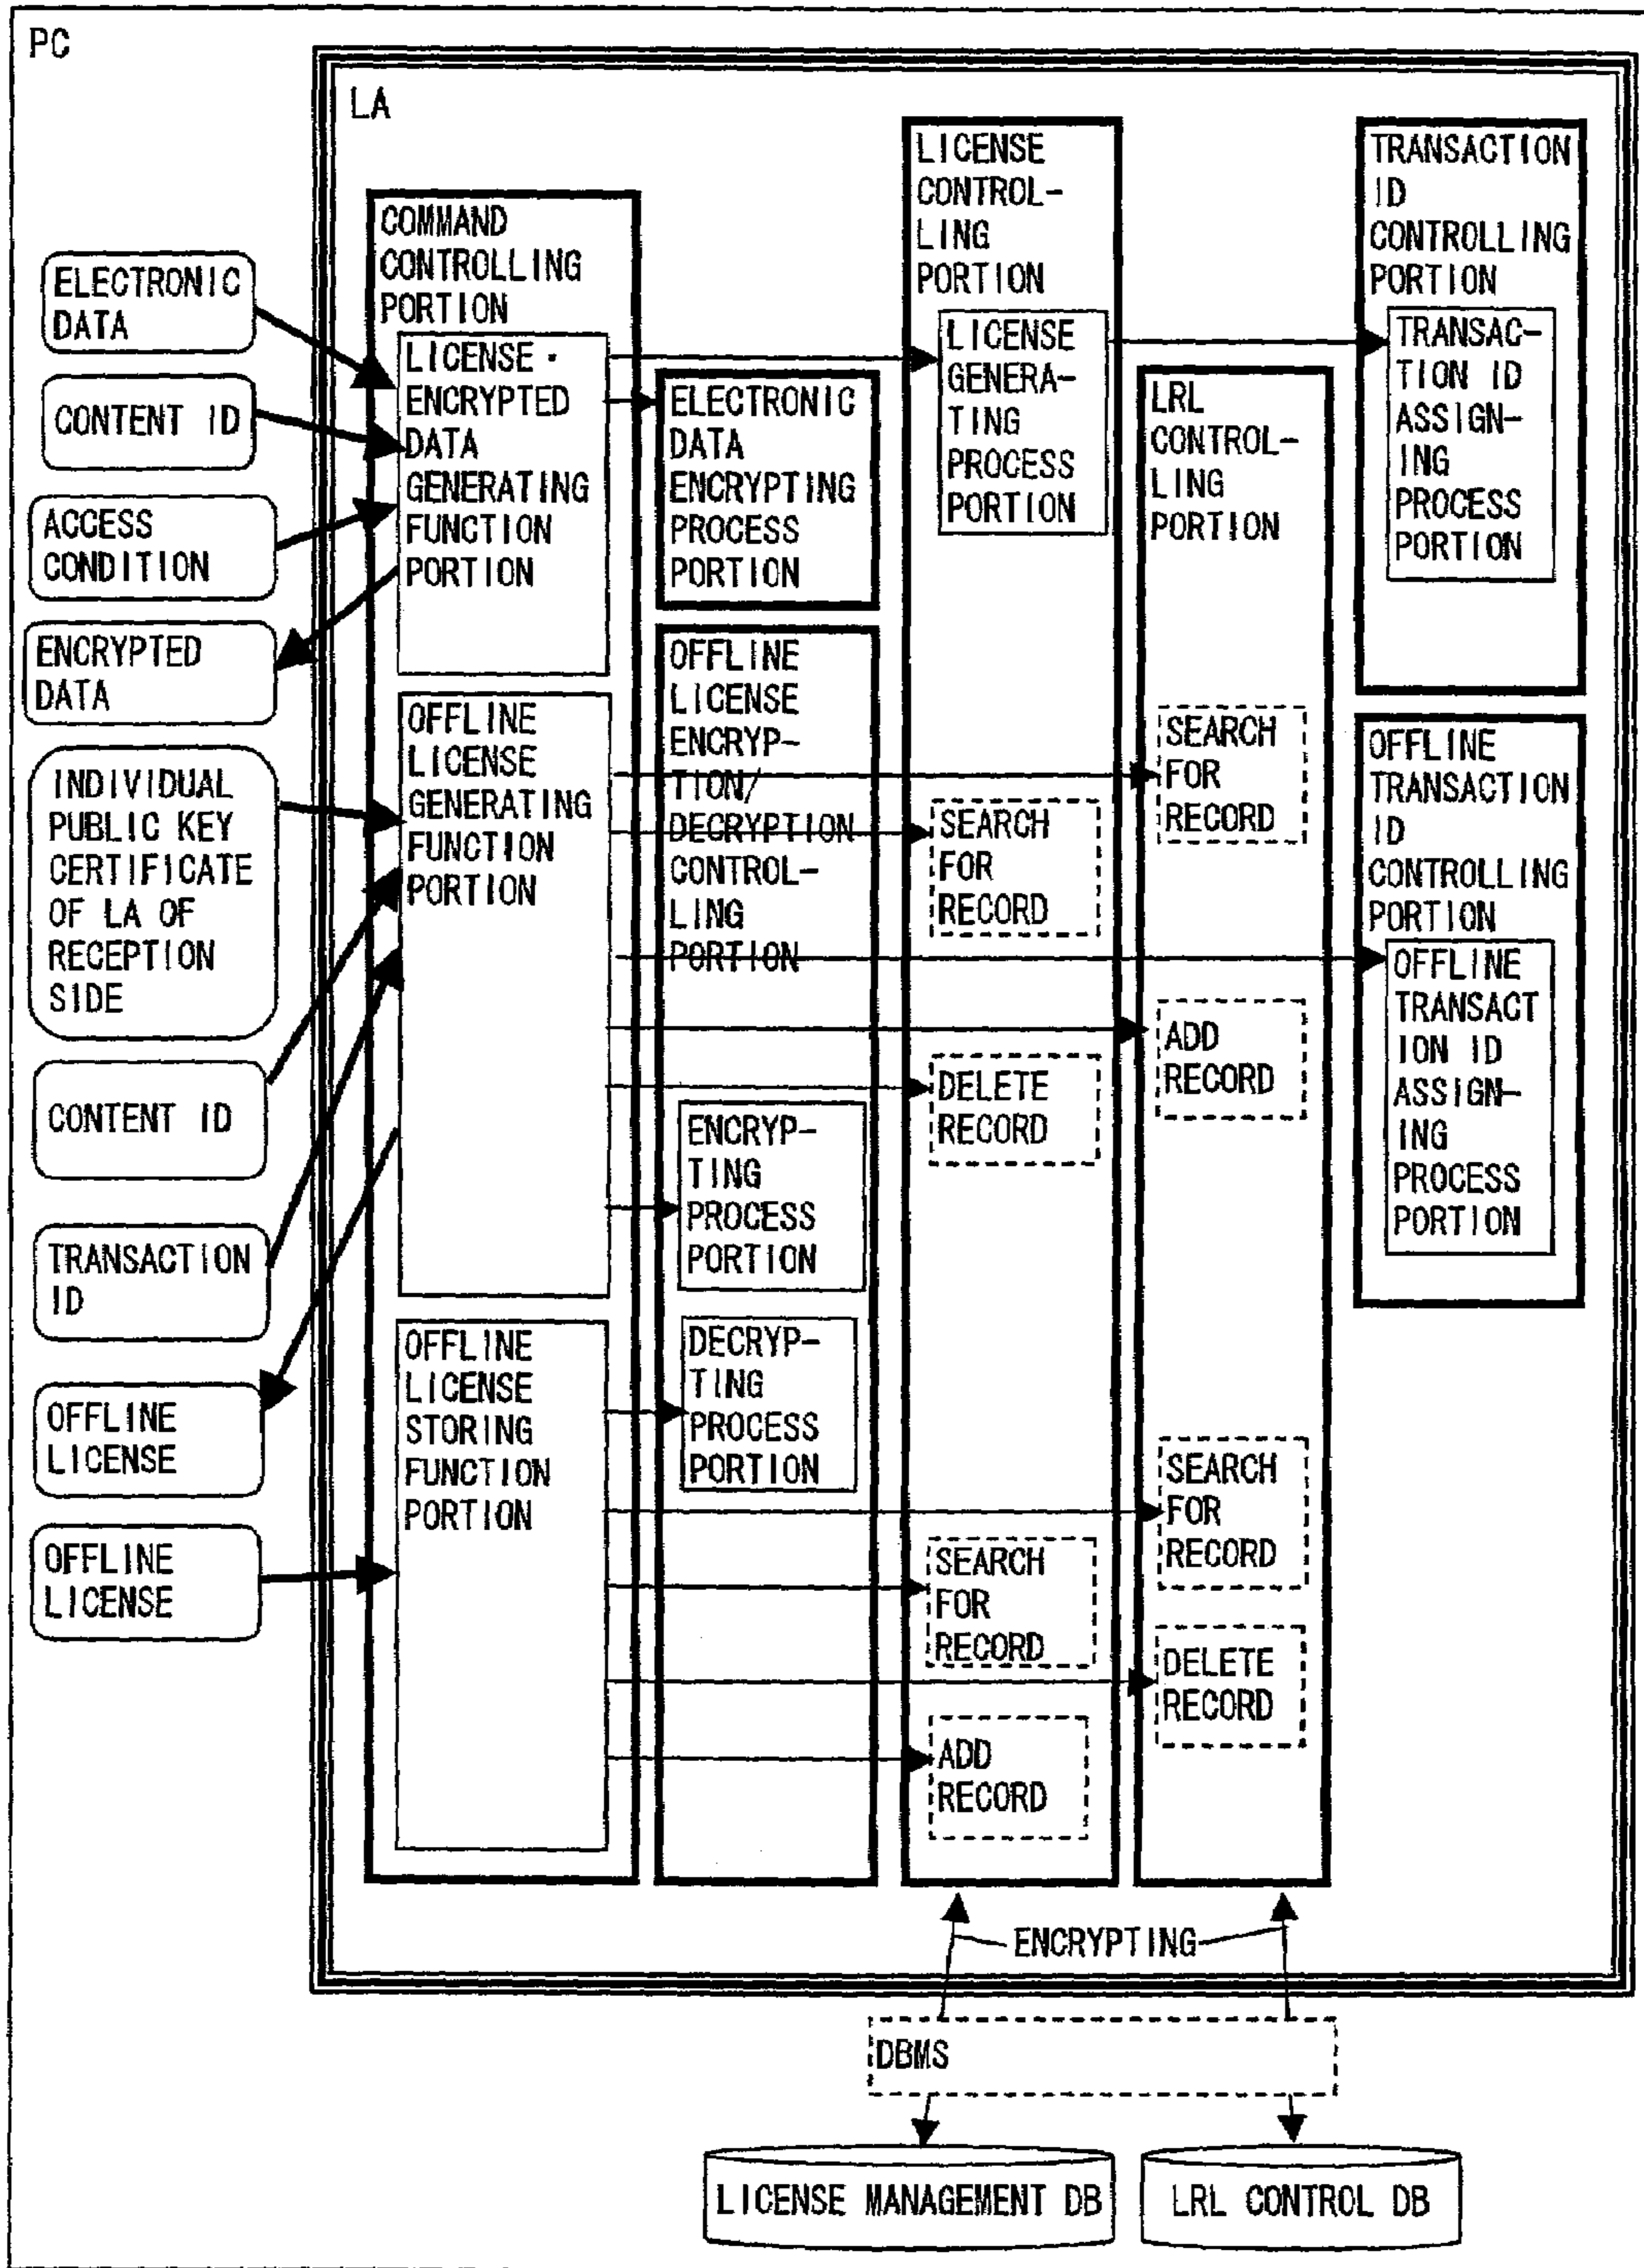 PC
LA
ELECTRONIC
DATA
CONTENT ID
ACCESS
CONDITION
ENCRYPTED
DATA
INDIVIDUAL
PUBLIC KEY
CERTIFICATE
OF LA OF
RECEPTION
SIDE
CONTENT ID
TRANSACTION
ID
OFFLINE
LICENSE
OFFLINE
LICENSE
COMMAND
CONTROLLING
PORTION
LICENSE·
ENCRYPTED
DATA
GENERATING
FUNCTION
PORTION
OFFLINE
LICENSE
GENERATING
FUNCTION
PORTION
OFFLINE
LICENSE
STORING
FUNCTION
PORTION
ELECTRONIC
DATA
ENCRYPTING
PROCESS
PORTION
OFFLINE
LICENSE
ENCRYP-
TION/
DECRYPTION
CONTROL-
LING
PORTION
ENCRYP-
TING
PROCESS
PORTION
DECRYP-
TING
PROCESS
PORTION
LICENSE
CONTROL-
LING
PORTION
LICENSE
GENERA-
TING
PROCESS
PORTION
SEARCH
FOR
RECORD
DELETE
RECORD
SEARCH
FOR
RECORD
ADD
RECORD
LRL
CONTROL-
LING
PORTION
SEARCH
FOR
RECORD
ADD
RECORD
SEARCH
FOR
RECORD
DELETE
RECORD
TRANSACTION
ID
CONTROLLING
PORTION
TRANSAC-
TION ID
ASSIGN-
ING
PROCESS
PORTION
OFFLINE
TRANSACTION
ID
CONTROLLING
PORTION
OFFLINE
TRANSACT
ION ID
ASSIGN-
ING
PROCESS
PORTION
ENCRYPTING
DBMS
LICENSE MANAGEMENT DB
LRL CONTROL DB